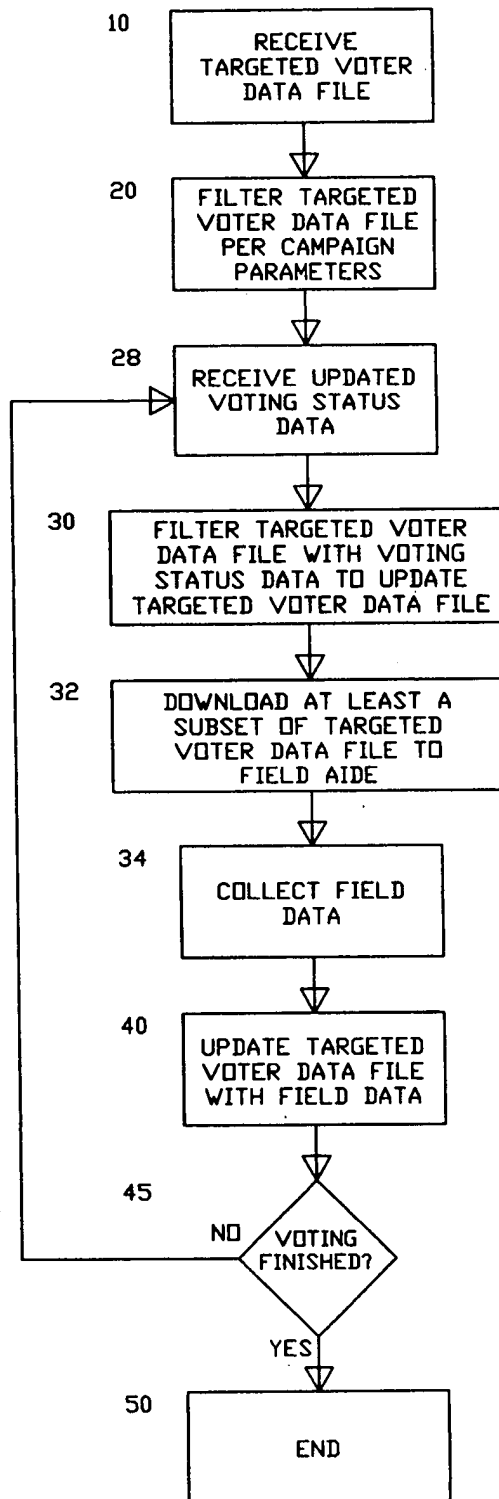 10
RECEIVE
TARGETED VOTER
DATA FILE
20
FILTER TARGETED
VOTER DATA FILE
PER CAMPAIGN
PARAMETERS
28
RECEIVE UPDATED
VOTING STATUS
DATA
30
FILTER TARGETED VOTER
DATA FILE WITH VOTING
STATUS DATA TO UPDATE
TARGETED VOTER DATA FILE
32
DOWNLOAD AT LEAST A
SUBSET OF TARGETED
VOTER DATA FILE TO
FIELD AIDE
34
COLLECT FIELD
DATA
40
UPDATE TARGETED
VOTER DATA FILE
WITH FIELD DATA
45
NO
VOTING
FINISHED?
YES
50
END